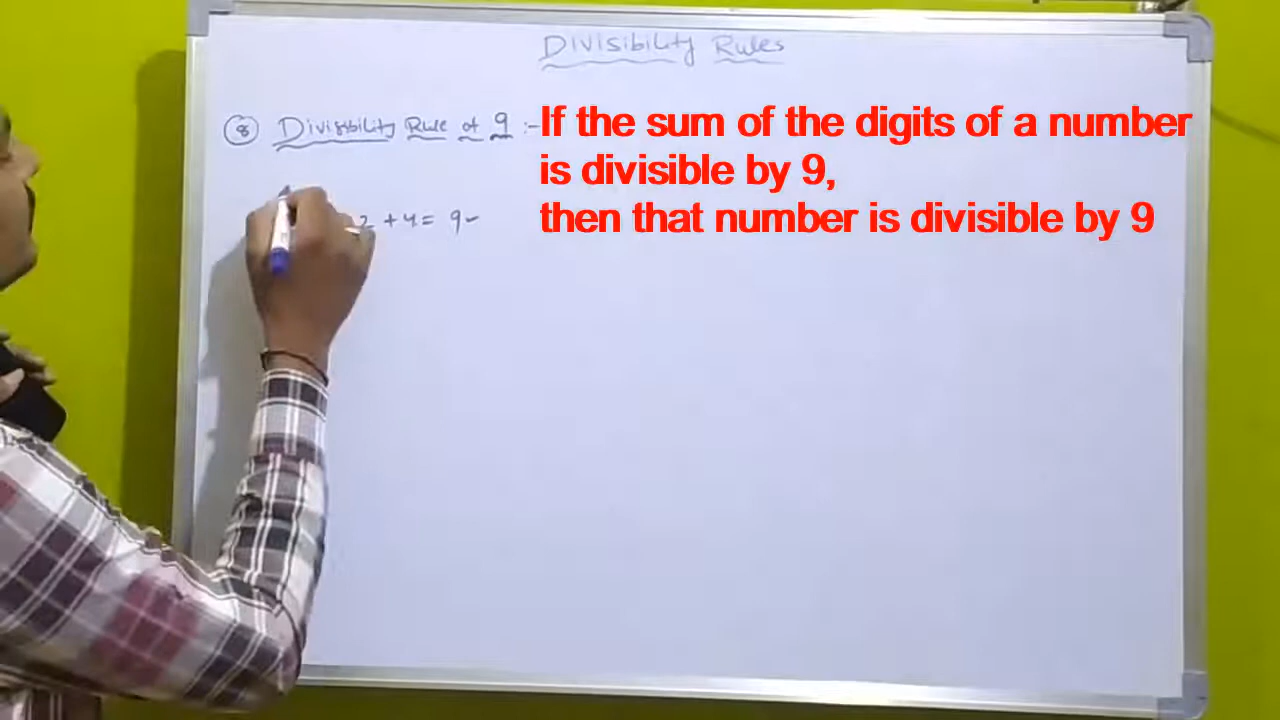 Divisibility Rules
⑧ Divisibility Rule of 9 :-
If the sum of the digits of a number
is divisible by 9,
then that number is divisible by 9
2 + 4 = 9